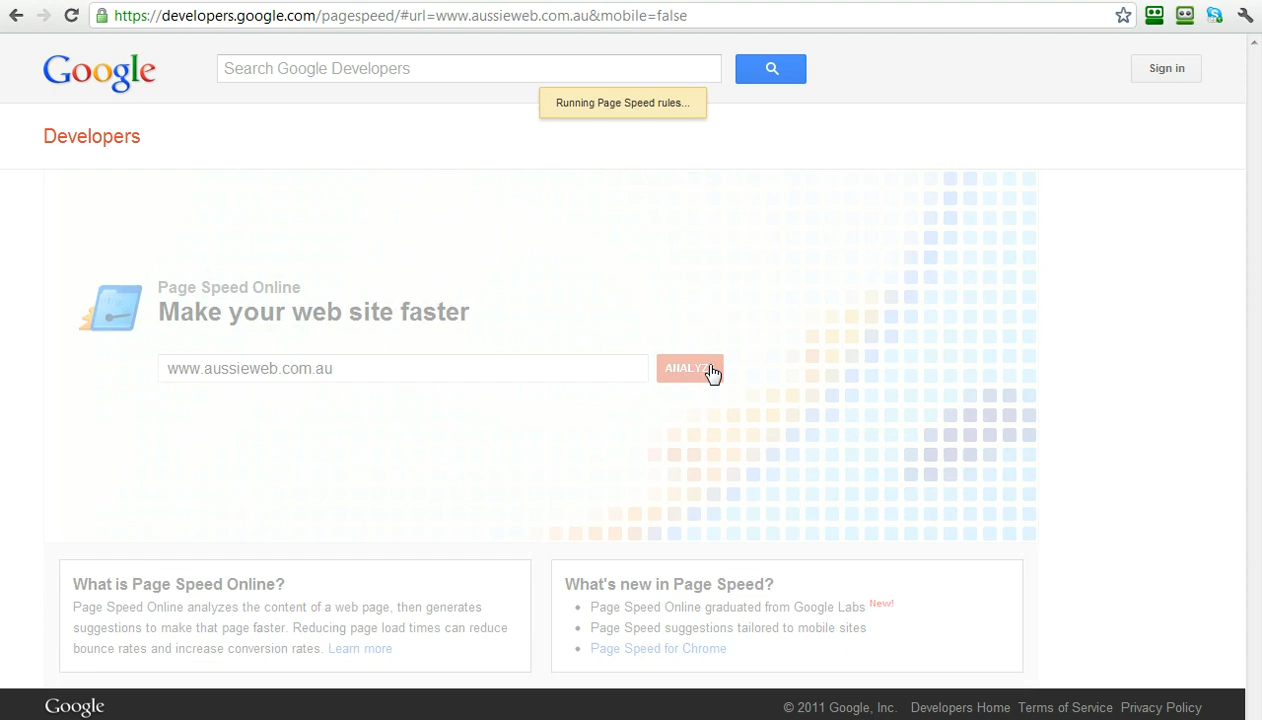 https://developers.google.com/pagespeed/#url=www.aussieweb.com.au&mobile=false
Google
Search Google Developers
Sign in
Running Page Speed rules...
Developers
Page Speed Online
Make your web site faster
www.aussieweb.com.au
ANALYZE
What is Page Speed Online?
Page Speed Online analyzes the content of a web page, then generates
suggestions to make that page faster. Reducing page load times can reduce
bounce rates and increase conversion rates. Learn more
What's new in Page Speed?
Page Speed Online graduated from Google Labs New!
Page Speed suggestions tailored to mobile sites
Page Speed for Chrome
Google
© 2011 Google, Inc. Developers Home Terms of Service Privacy Policy